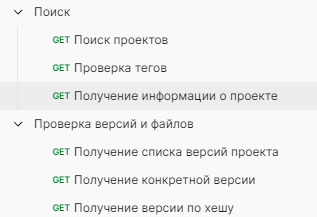 Поиск
GET Поиск проектов
GET Проверка тегов
GET Получение информации о проекте
Проверка версий и файлов
GET Получение списка версий проекта
GET Получение конкретной версии
GET Получение версии по хешу